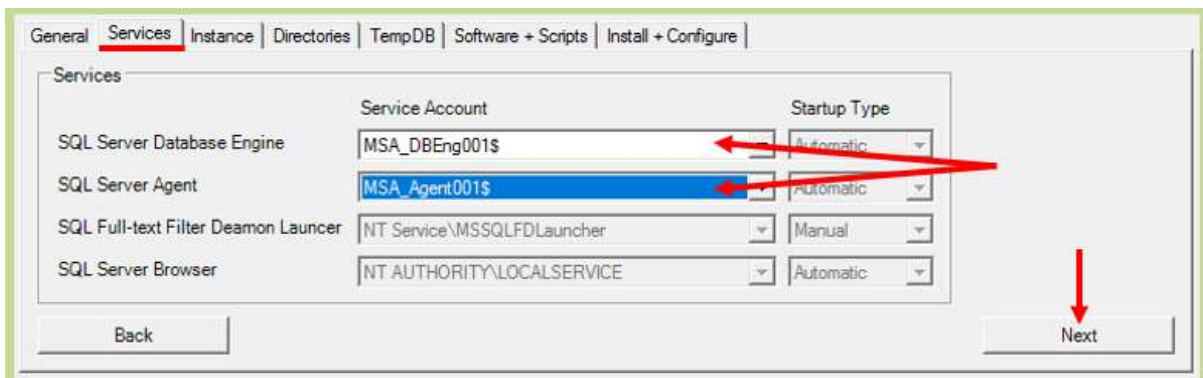 General Services Instance Directories TempDB Software + Scripts Install + Configure
Services
Service Account Startup Type
SQL Server Database Engine MSA_DBEng001$ Automatic
SQL Server Agent MSA_Agent001$ Automatic
SQL Full-text Filter Deamon Launcer NT Service\MSSQLFDLauncher Manual
SQL Server Browser NT AUTHORITY\LOCALSERVICE Automatic
Back Next